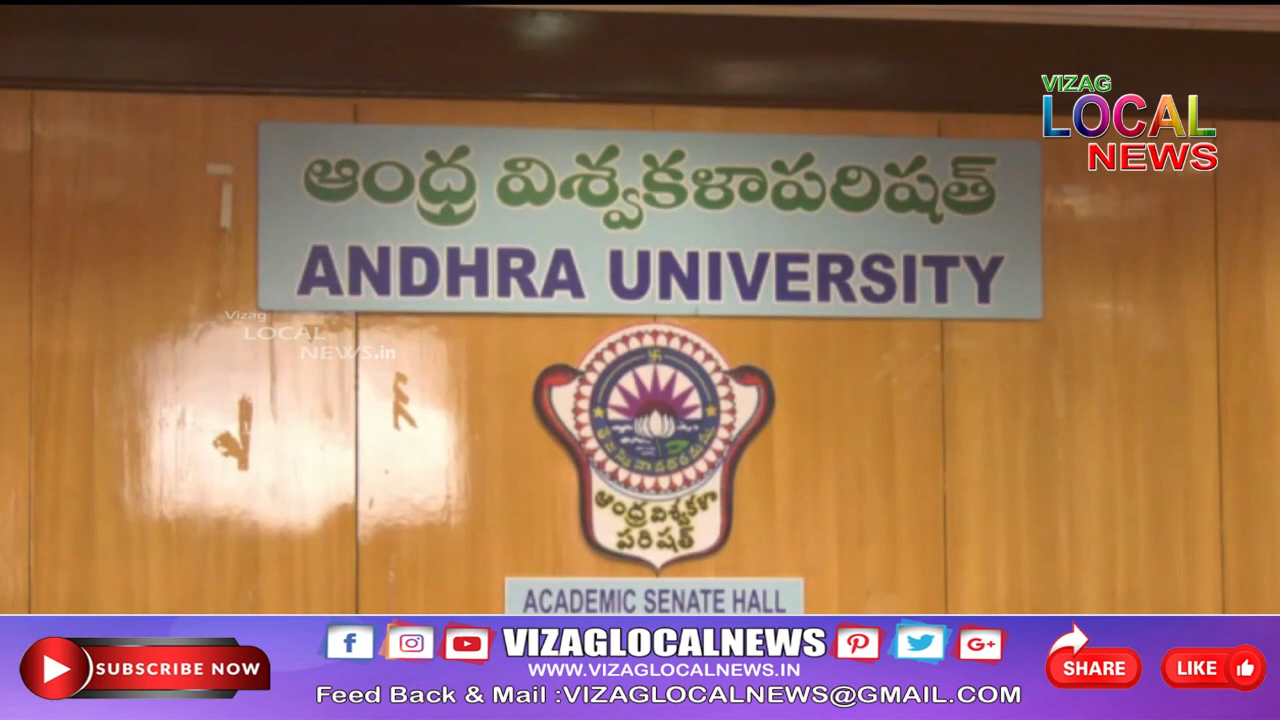 VIZAG
LOCAL
NEWS
ఆంధ్ర విశ్వకళాపరిషత్
ANDHRA UNIVERSITY
Vizag
LOCAL
NEWS.in
ఆంధ్ర విశ్వకళా
పరిషత్
ACADEMIC SENATE HALL
SUBSCRIBE NOW
VIZAGLOCALNEWS
WWW.VIZAGLOCALNEWS.IN
Feed Back & Mail :VIZAGLOCALNEWS@GMAIL.COM
SHARE
LIKE